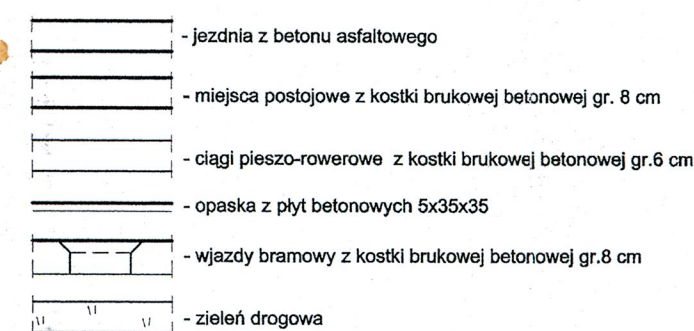 - jezdnia z betonu asfaltowego
- miejsca postojowe z kostki brukowej betonowej gr. 8 cm
- ciągi pieszo-rowerowe z kostki brukowej betonowej gr.6 cm
- opaska z płyt betonowych 5x35x35
- wjazdy bramowy z kostki brukowej betonowej gr.8 cm
- zieleń drogowa